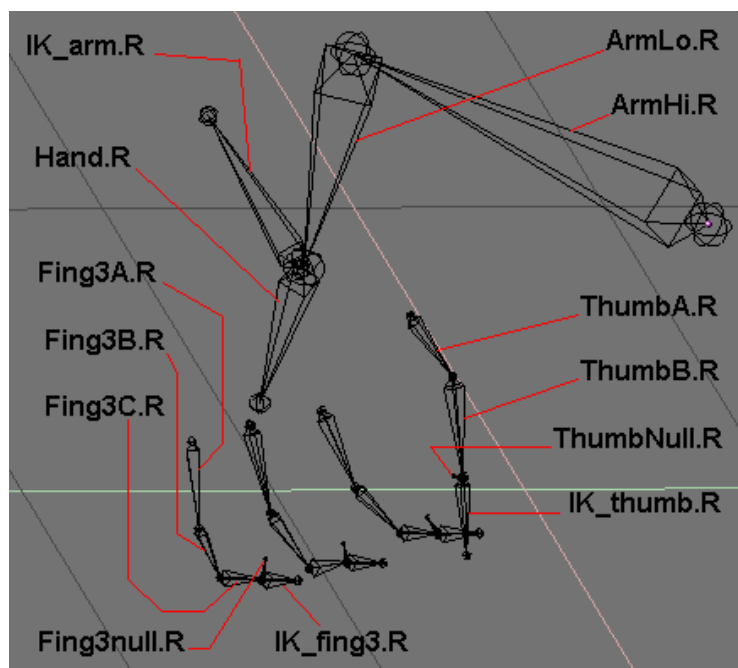 IK_arm.R
ArmLo.R
ArmHi.R
Hand.R
Fing3A.R
ThumbA.R
Fing3B.R
ThumbB.R
Fing3C.R
ThumbNull.R
IK_thumb.R
Fing3null.R
IK_fing3.R